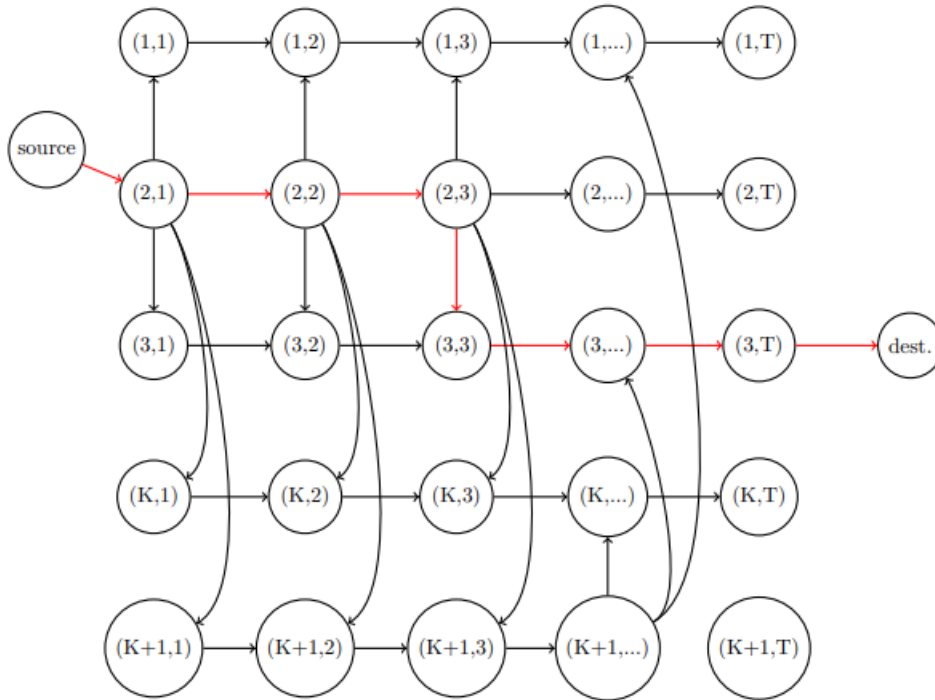 (1,1) (1,2) (1,3) (1,...) (1,T)
source
(2,1) (2,2) (2,3) (2,...) (2,T)
(3,1) (3,2) (3,3) (3,...) (3,T) dest.
(K,1) (K,2) (K,3) (K,...) (K,T)
(K+1,1) (K+1,2) (K+1,3) (K+1,...) (K+1,T)